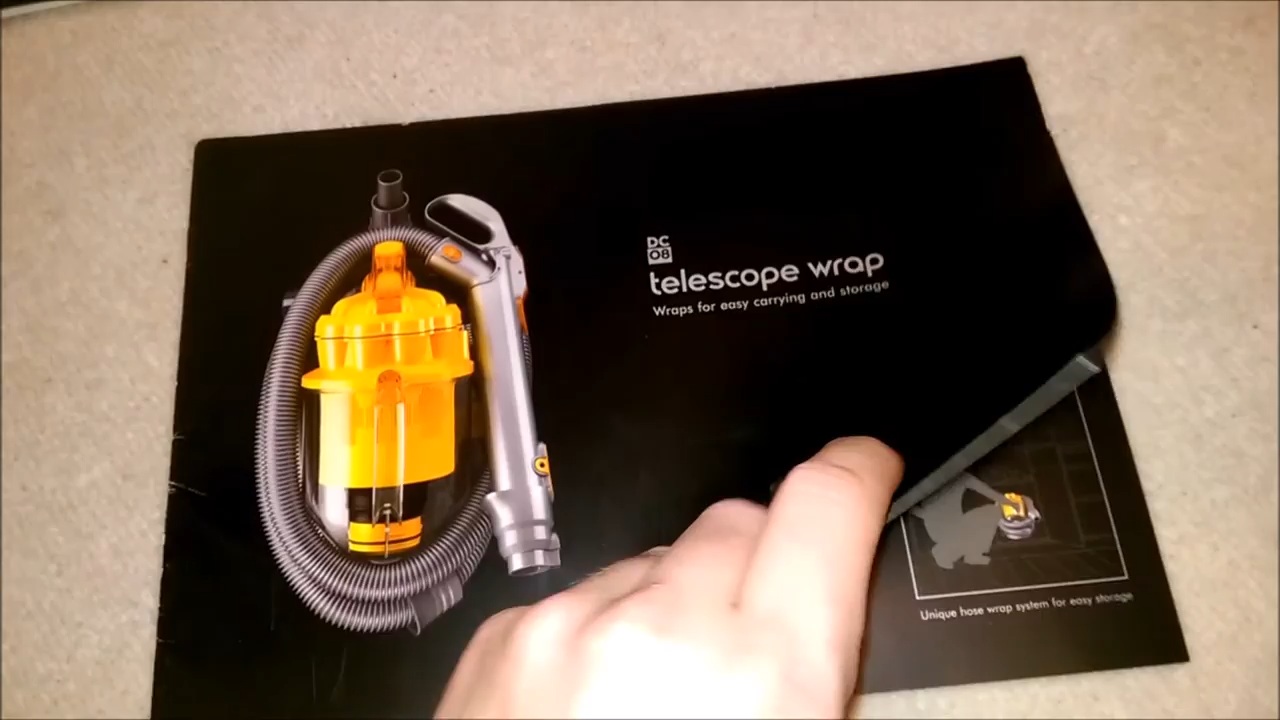 DC
08
telescope wrap
Wraps for easy carrying and storage
Unique hose wrap system for easy storage